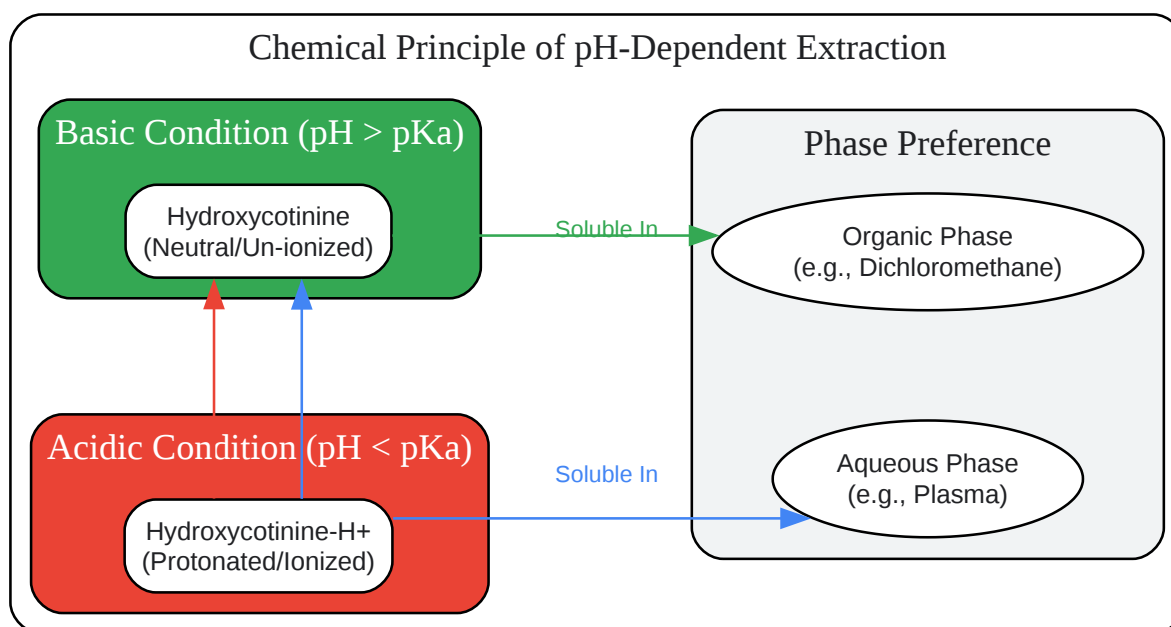 Chemical Principle of pH-Dependent Extraction
Basic Condition (pH > pKa)
Hydroxycotinine
(Neutral/Un-ionized)
Soluble In
Phase Preference
Organic Phase
(e.g., Dichloromethane)
Acidic Condition (pH < pKa)
Hydroxycotinine-H+
(Protonated/Ionized)
Soluble In
Aqueous Phase
(e.g., Plasma)